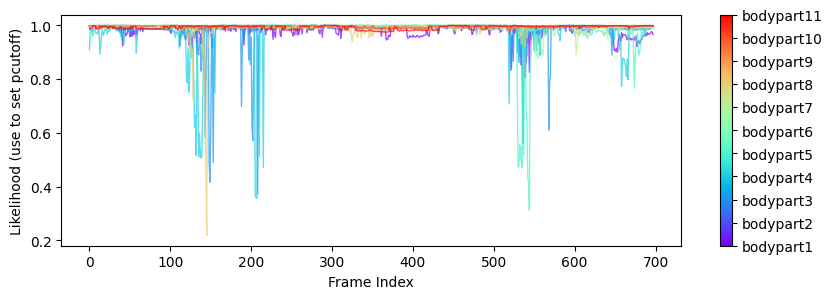 1.0
0.8
0.6
0.4
0.2
Likelihood (use to set pcutoff)
0
100
200
300
400
500
600
700
Frame Index
bodypart11
bodypart10
bodypart9
bodypart8
bodypart7
bodypart6
bodypart5
bodypart4
bodypart3
bodypart2
bodypart1